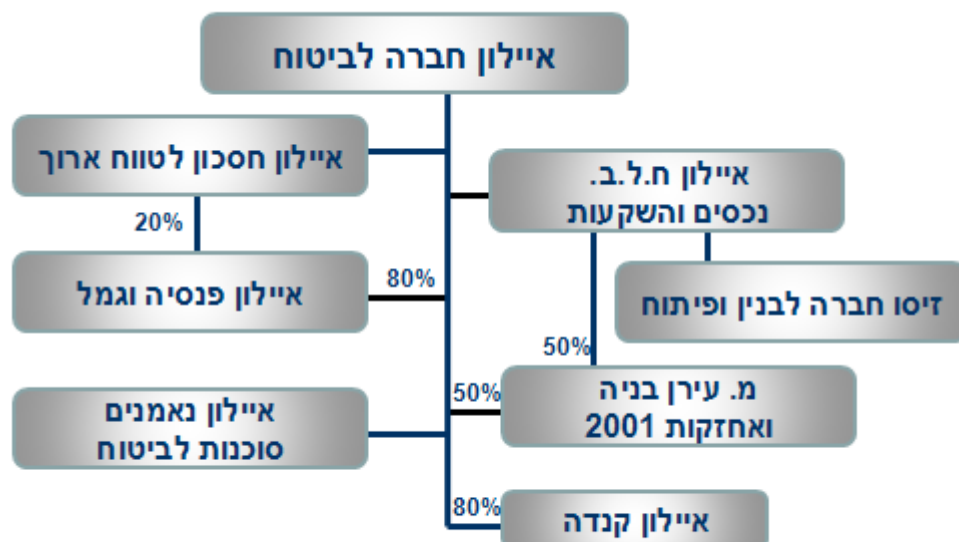 איילון חברה לביטוח
איילון חסכון לטווח ארוך
איילון ח.ל.ב.
נכסים והשקעות
20%
80%
איילון פנסיה וגמל
זיסו חברה לבנין ופיתוח
50%
50%
מ. עירן בניה
ואחזקות 2001
איילון נאמנים
סוכנות לביטוח
80%
איילון קנדה